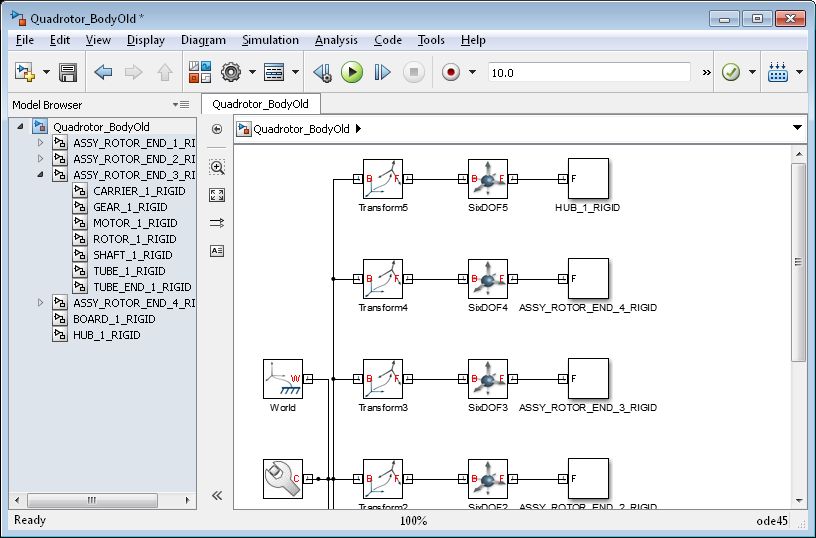 Quadrotor_BodyOld *
File Edit View Display Diagram Simulation Analysis Code Tools Help
10.0
»
Model Browser
Quadrotor_BodyOld
Quadrotor_BodyOld
Quadrotor_BodyOld
ASSY_ROTOR_END_1_RI
ASSY_ROTOR_END_2_RI
ASSY_ROTOR_END_3_RI
CARRIER_1_RIGID
GEAR_1_RIGID
MOTOR_1_RIGID
ROTOR_1_RIGID
SHAFT_1_RIGID
TUBE_1_RIGID
TUBE_END_1_RIGID
ASSY_ROTOR_END_4_RI
BOARD_1_RIGID
HUB_1_RIGID
A
B F B F F
Transform5 SixDOF5 HUB_1_RIGID
B F B F F
Transform4 SixDOF4 ASSY_ROTOR_END_4_RIGID
W B F B F F
World Transform3 SixDOF3 ASSY_ROTOR_END_3_RIGID
C B F B F F
Transform2 SixDOF2 ASSY_ROTOR_END_2_RIGID
Ready 100% ode45